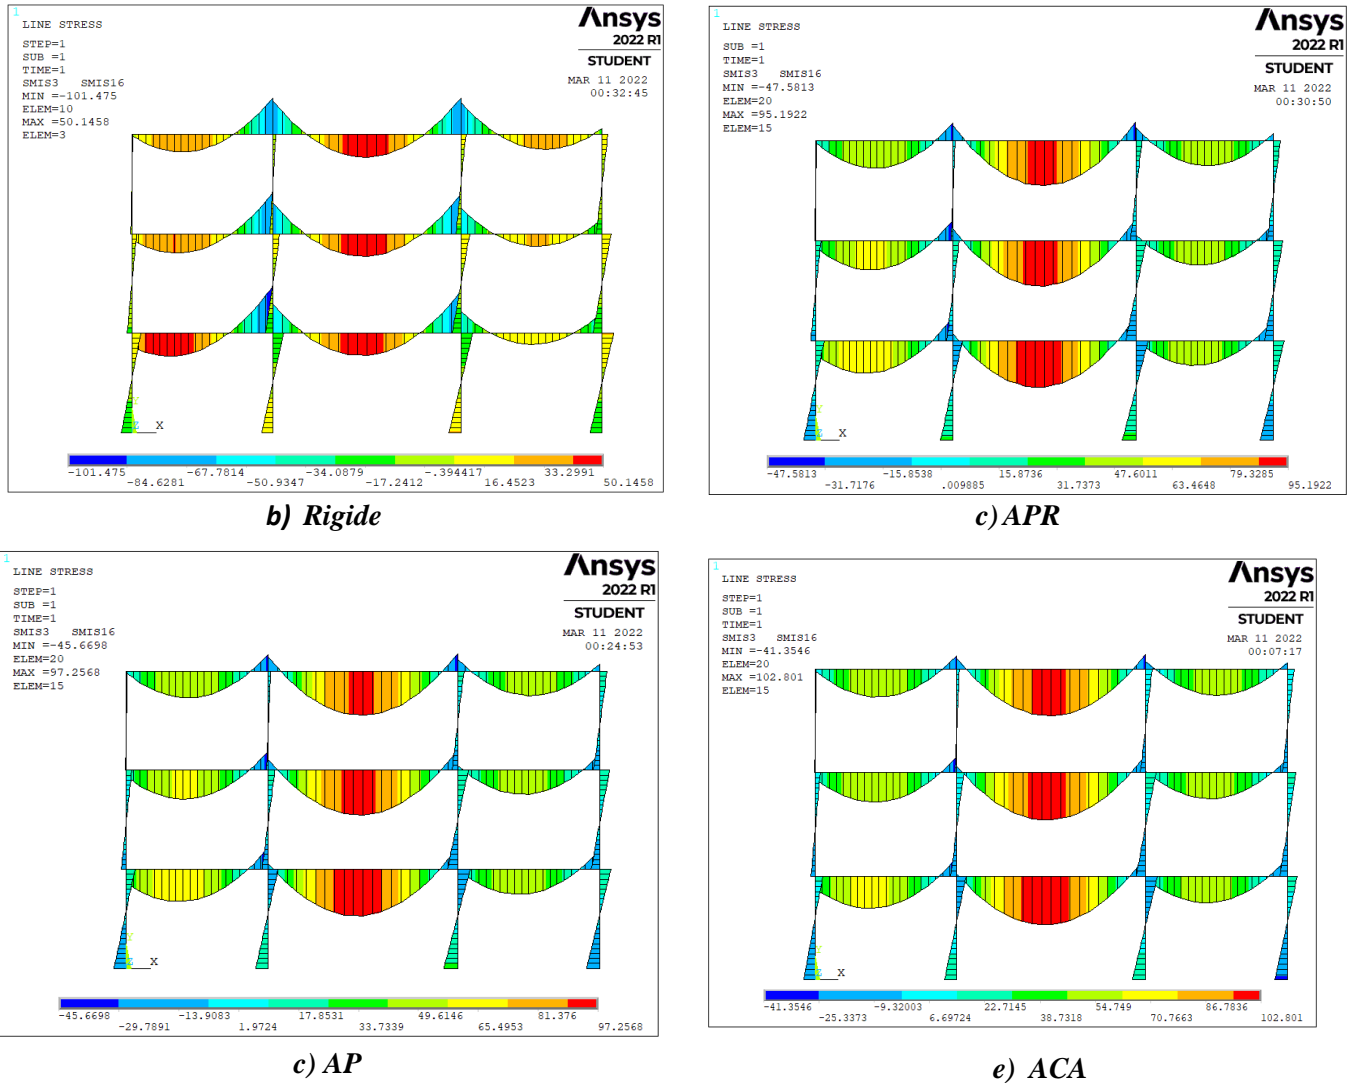 1
LINE STRESS
STEP=1
SUB =1
TIME=1
SMIS3 SMIS16
MIN =-101.475
ELEM=10
MAX =50.1458
ELEM=3
Ansys
2022 R1
STUDENT
MAR 11 2022
00:32:45
Y
Z X
-101.475 -67.7814 -34.0879 -.394417 33.2991
-84.6281 -50.9347 -17.2412 16.4523 50.1458
b) Rigide
1
LINE STRESS
SUB =1
TIME=1
SMIS3 SMIS16
MIN =-47.5813
ELEM=20
MAX =95.1922
ELEM=15
Ansys
2022 R1
STUDENT
MAR 11 2022
00:30:50
Y
Z X
-47.5813 -15.8538 15.8736 47.6011 79.3285
-31.7176 .009885 31.7373 63.4648 95.1922
c) APR
1
LINE STRESS
STEP=1
SUB =1
TIME=1
SMIS3 SMIS16
MIN =-45.6698
ELEM=20
MAX =97.2568
ELEM=15
Ansys
2022 R1
STUDENT
MAR 11 2022
00:24:53
Y
Z X
-45.6698 -13.9083 17.8531 49.6146 81.376
-29.7891 1.9724 33.7339 65.4953 97.2568
c) AP
1
LINE STRESS
STEP=1
SUB =1
TIME=1
SMIS3 SMIS16
MIN =-41.3546
ELEM=20
MAX =102.801
ELEM=15
Ansys
2022 R1
STUDENT
MAR 11 2022
00:07:17
Y
Z X
-41.3546 -9.32003 22.7145 54.749 86.7836
-25.3373 6.69724 38.7318 70.7663 102.801
e) ACA